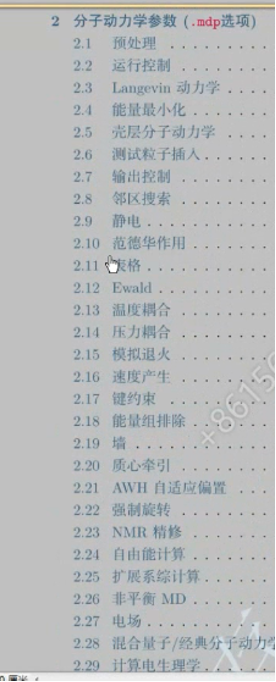 2 分子动力学参数 (.mdp选项)
2.1 预处理 . . . . . . . . .
2.2 运行控制 . . . . . . . .
2.3 Langevin 动力学 . . . . .
2.4 能量最小化 . . . . . . .
2.5 壳层分子动力学 . . . . .
2.6 测试粒子插入 . . . . . .
2.7 输出控制 . . . . . . . .
2.8 邻区搜索 . . . . . . . .
2.9 静电 . . . . . . . . . .
2.10 范德华作用 . . . . . . .
2.11 表格 . . . . . . . . . .
2.12 Ewald . . . . . . . . .
2.13 温度耦合 . . . . . . . .
2.14 压力耦合 . . . . . . . .
2.15 模拟退火 . . . . . . . .
2.16 速度产生 . . . . . . . .
2.17 键约束 . . . . . . . . .
2.18 能量组排除 . . . . . . .
2.19 墙 . . . . . . . . . . .
2.20 质心牵引 . . . . . . . .
2.21 AWH 自适应偏置 . . . .
2.22 强制旋转 . . . . . . . .
2.23 NMR 精修 . . . . . . .
2.24 自由能计算 . . . . . . .
2.25 扩展系综计算 . . . . . .
2.26 非平衡 MD . . . . . . .
2.27 电场 . . . . . . . . . .
2.28 混合量子/经典分子动力学
2.29 计算电生理学 . . . . . .
+86156